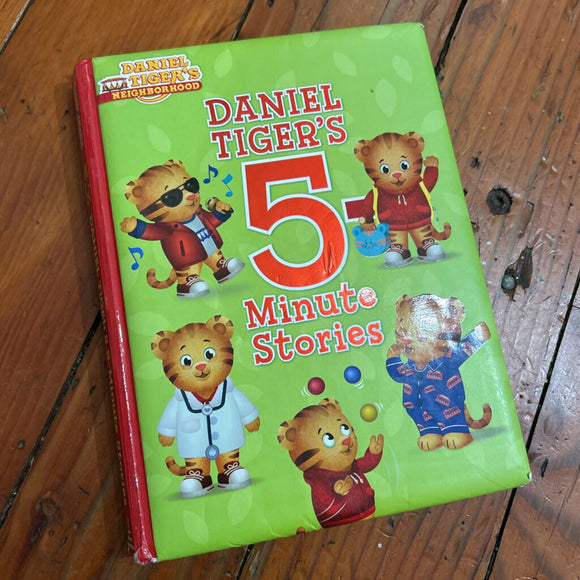 DANIEL
TIGER'S
NEIGHBORHOOD
DANIEL
TIGER'S
5-
Minute
Stories